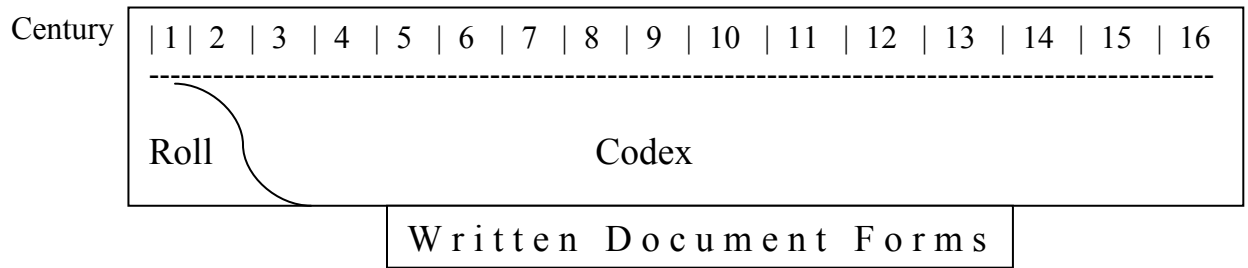 Century | 1 | 2 | 3 | 4 | 5 | 6 | 7 | 8 | 9 | 10 | 11 | 12 | 13 | 14 | 15 | 16
Roll Codex
Written Document Forms